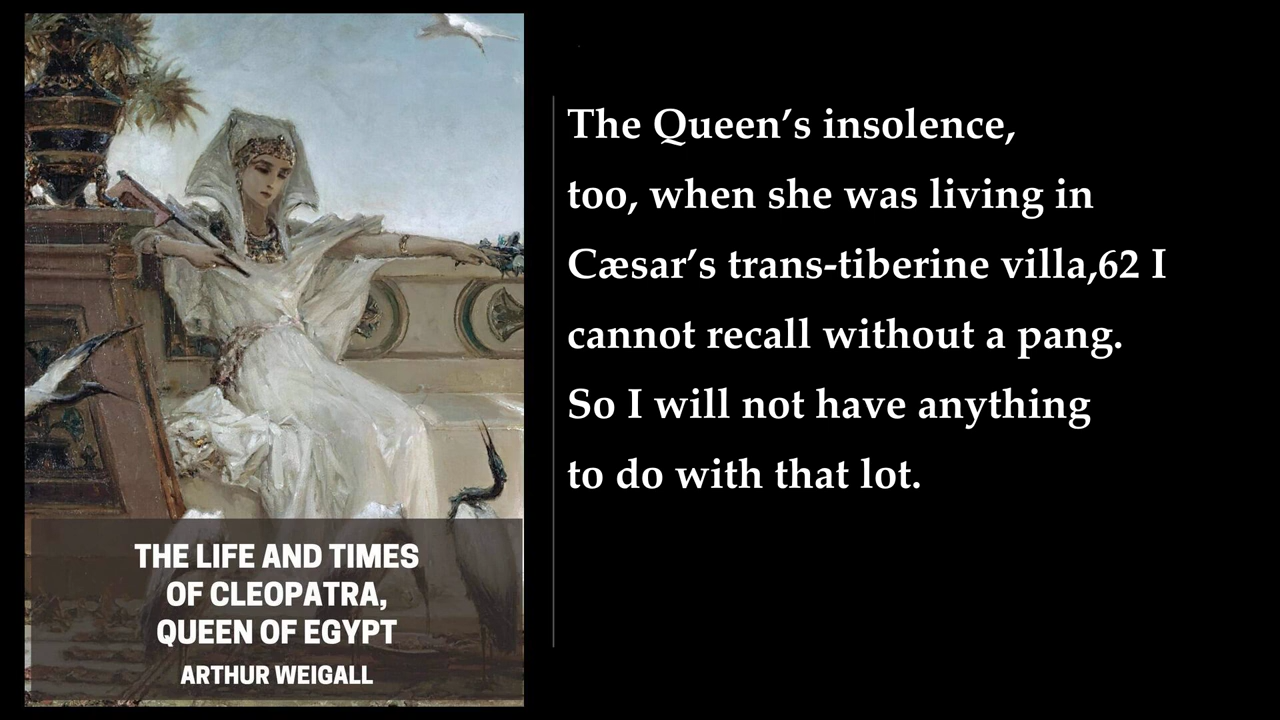 The Queen’s insolence,
too, when she was living in
Cæsar’s trans-tiberine villa,62 I
cannot recall without a pang.
So I will not have anything
to do with that lot.
THE LIFE AND TIMES
OF CLEOPATRA,
QUEEN OF EGYPT
ARTHUR WEIGALL